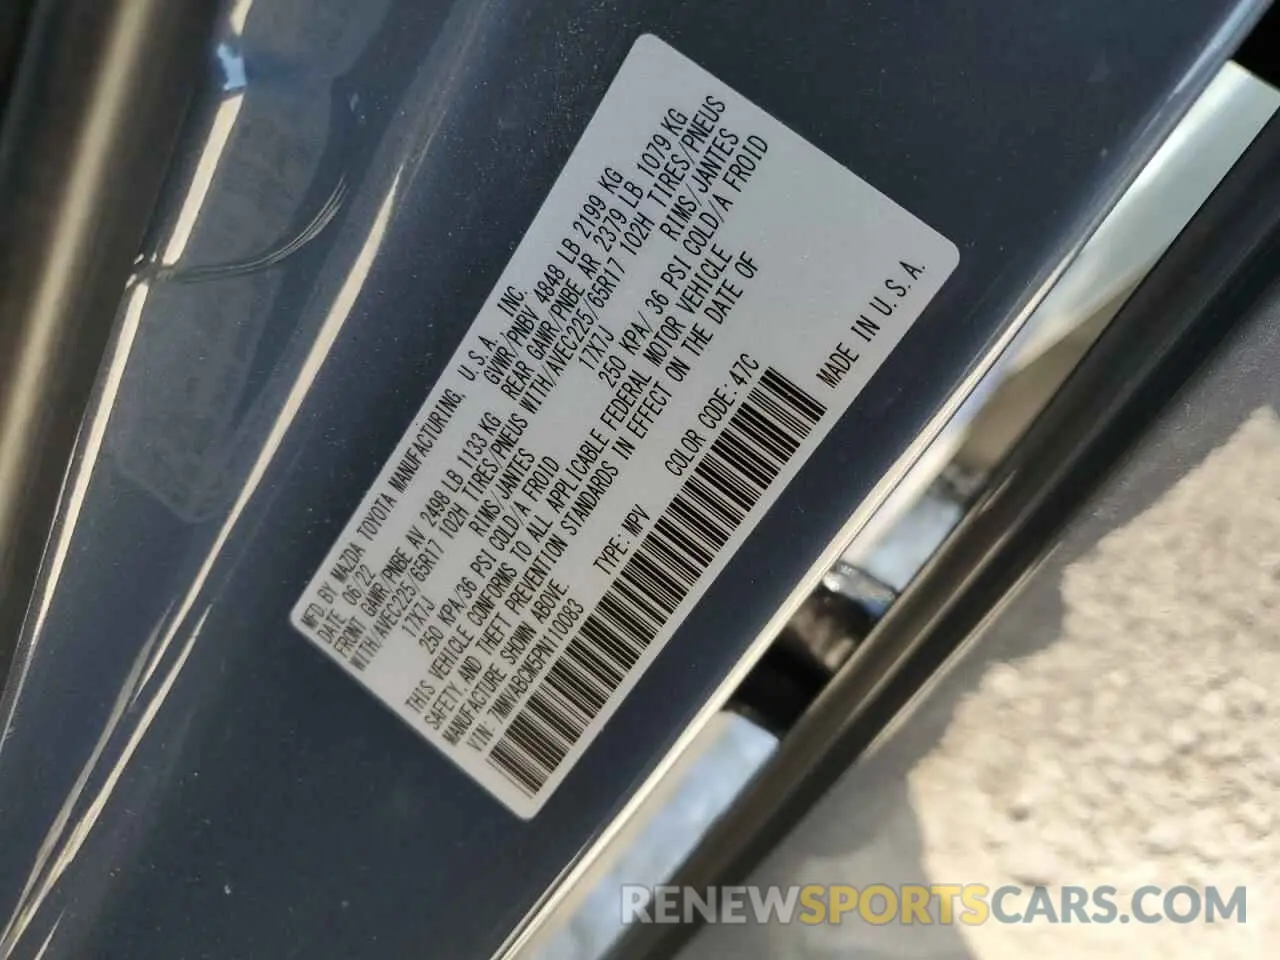 MFD BY MAZDA TOYOTA MANUFACTURING, U.S.A., INC.
DATE 06/22 GVWR/PNBV 4848 LB 2199 KG
FRONT GAWR/PNBE AV 2498 LB 1133 KG REAR GAWR/PNBE AR 2379 LB 1079 KG
WITH/AVEC225/65R17 102H TIRES/PNEUS WITH/AVEC225/65R17 102H TIRES/PNEUS
17X7J RIMS/JANTES 17X7J RIMS/JANTES
250 KPA/36 PSI COLD/A FROID 250 KPA/ 36 PSI COLD/A FROID
THIS VEHICLE CONFORMS TO ALL APPLICABLE FEDERAL MOTOR VEHICLE
SAFETY, AND THEFT PREVENTION STANDARDS IN EFFECT ON THE DATE OF
MANUFACTURE SHOWN ABOVE.
VIN: 7MMVABCM5PN110083 TYPE: MPV COLOR CODE: 47C
MADE IN U.S.A.
RENEWSPORTSCARS.COM